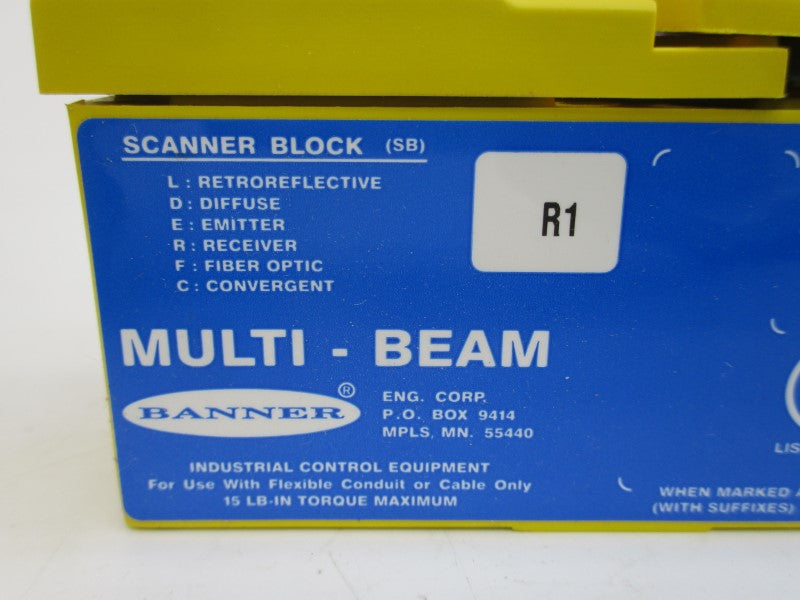 SCANNER BLOCK (SB)
L : RETROREFLECTIVE
D : DIFFUSE
E : EMITTER
R : RECEIVER
F : FIBER OPTIC
C : CONVERGENT
R1
MULTI - BEAM
BANNER ®
ENG. CORP.
P.O. BOX 9414
MPLS, MN. 55440
INDUSTRIAL CONTROL EQUIPMENT
For Use With Flexible Conduit or Cable Only
15 LB-IN TORQUE MAXIMUM
LIS
WHEN MARKED
(WITH SUFFIXES)